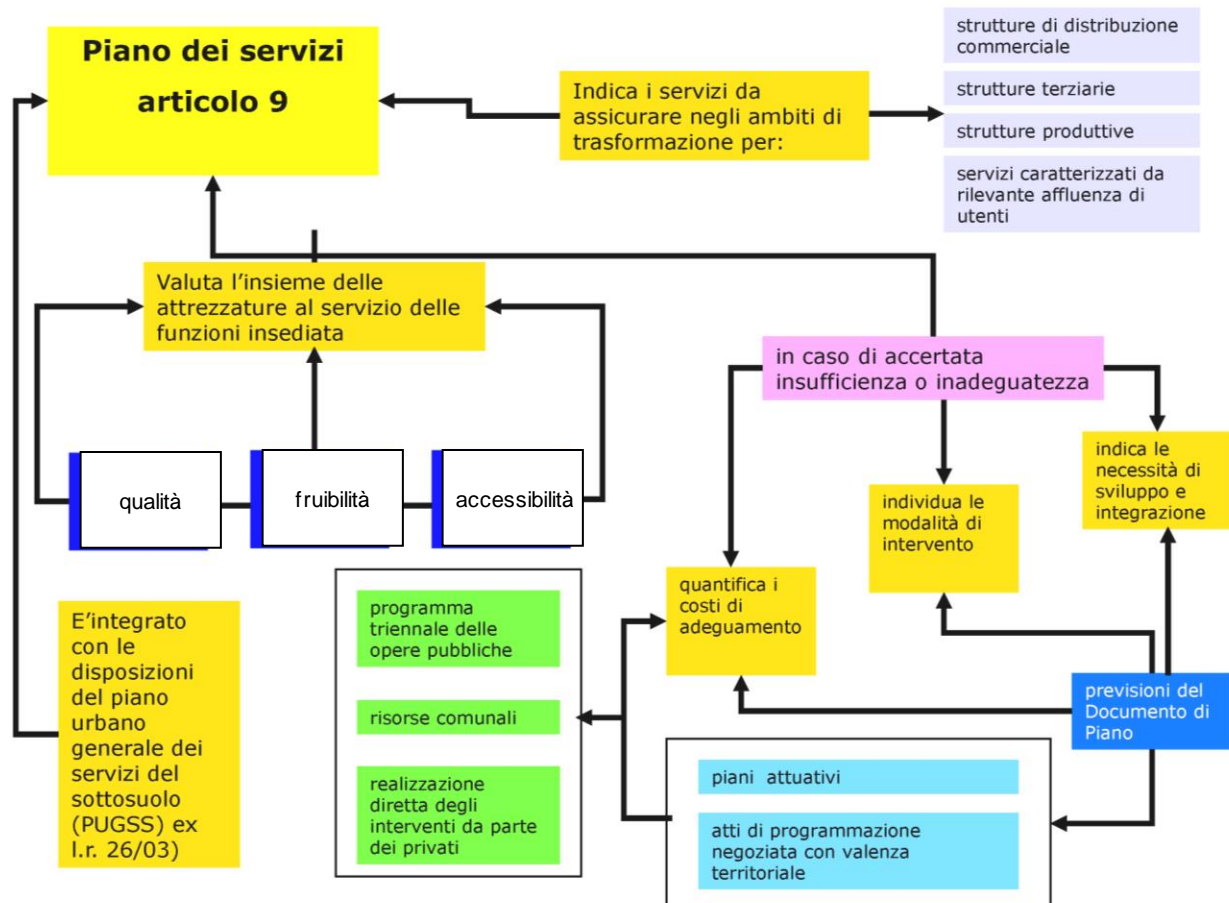 Piano dei servizi
articolo 9
Indica i servizi da
assicurare negli ambiti di
trasformazione per:
strutture di distribuzione
commerciale
strutture terziarie
strutture produttive
servizi caratterizzati da
rilevante affluenza di
utenti
Valuta l'insieme delle
attrezzature al servizio delle
funzioni insediata
in caso di accertata
insufficienza o inadeguatezza
qualità
fruibilità
accessibilità
indica le
necessità di
sviluppo e
integrazione
individua le
modalità di
intervento
quantifica i
costi di
adeguamento
E'integrato
con le
disposizioni
del piano
urbano
generale dei
servizi del
sottosuolo
(PUGSS) ex
l.r. 26/03)
programma
triennale delle
opere pubbliche
risorse comunali
realizzazione
diretta degli
interventi da parte
dei privati
previsioni del
Documento di
Piano
piani attuativi
atti di programmazione
negoziata con valenza
territoriale